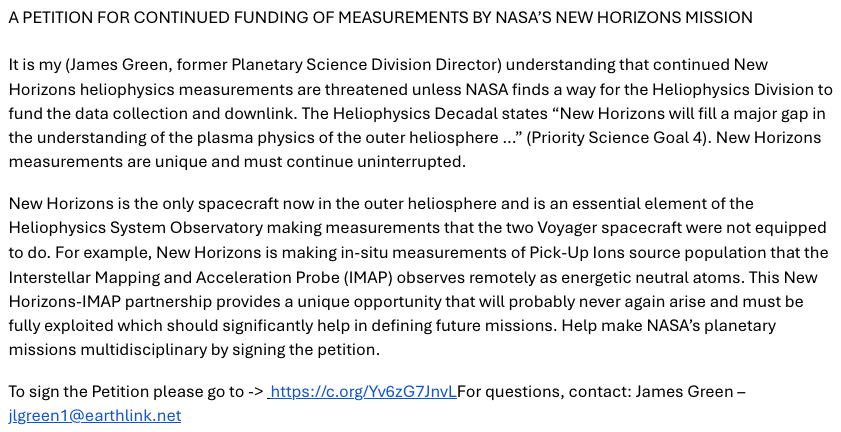 A PETITION FOR CONTINUED FUNDING OF MEASUREMENTS BY NASA’S NEW HORIZONS MISSION
It is my (James Green, former Planetary Science Division Director) understanding that continued New
Horizons heliophysics measurements are threatened unless NASA finds a way for the Heliophysics Division to
fund the data collection and downlink. The Heliophysics Decadal states “New Horizons will fill a major gap in
the understanding of the plasma physics of the outer heliosphere ...” (Priority Science Goal 4). New Horizons
measurements are unique and must continue uninterrupted.
New Horizons is the only spacecraft now in the outer heliosphere and is an essential element of the
Heliophysics System Observatory making measurements that the two Voyager spacecraft were not equipped
to do. For example, New Horizons is making in-situ measurements of Pick-Up Ions source population that the
Interstellar Mapping and Acceleration Probe (IMAP) observes remotely as energetic neutral atoms. This New
Horizons-IMAP partnership provides a unique opportunity that will probably never again arise and must be
fully exploited which should significantly help in defining future missions. Help make NASA’s planetary
missions multidisciplinary by signing the petition.
To sign the Petition please go to -> https://c.org/Yv6zG7JnvLFor questions, contact: James Green –
jlgreen1@earthlink.net